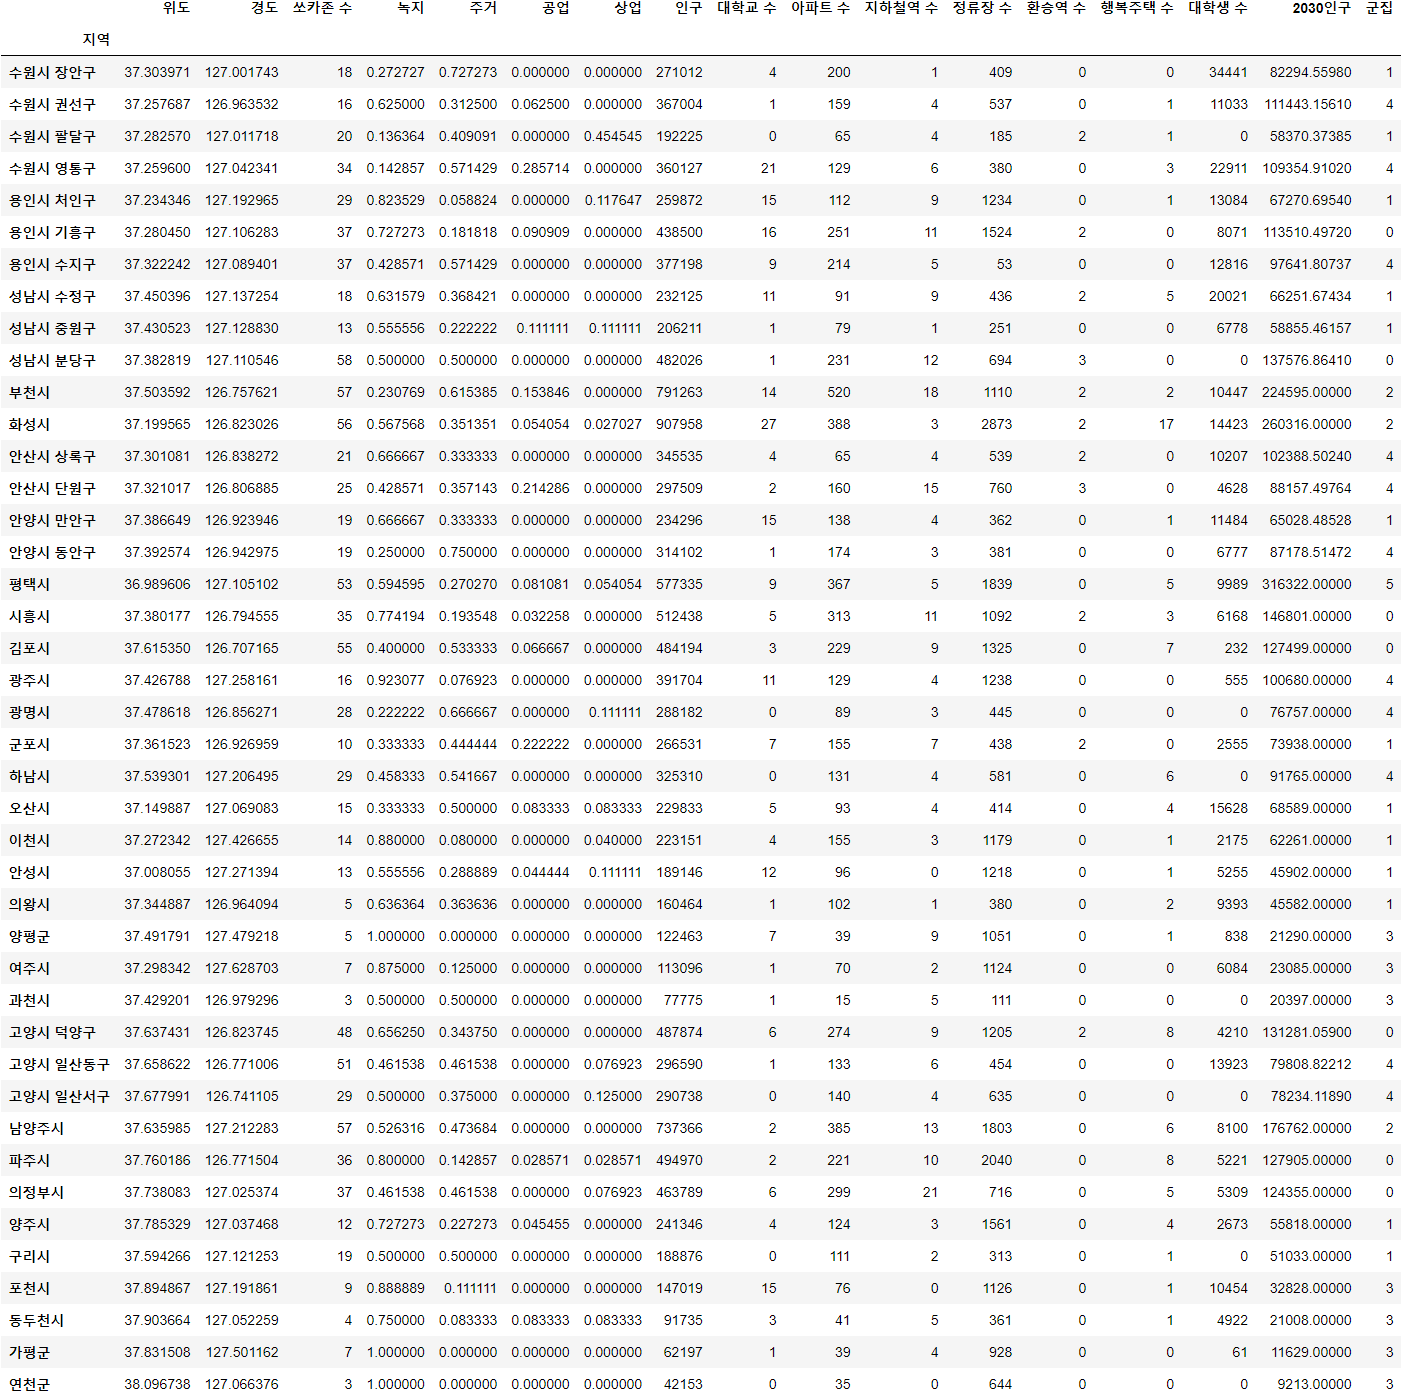 위도 경도 쏘카존 수 녹지 주거 공업 상업 인구 대학교 수 아파트 수 지하철역 수 정류장 수 환승역 수 행복주택 수 대학생 수 2030인구 군집
지역
수원시 장안구 37.303971 127.001743 18 0.272727 0.727273 0.000000 0.000000 271012 4 200 1 409 0 0 34441 82294.55980 1
수원시 권선구 37.257687 126.963532 16 0.625000 0.312500 0.062500 0.000000 367004 1 159 4 537 0 1 11033 111443.15610 4
수원시 팔달구 37.282570 127.011718 20 0.136364 0.409091 0.000000 0.454545 192225 0 65 4 185 2 1 0 58370.37385 1
수원시 영통구 37.259600 127.042341 34 0.142857 0.571429 0.285714 0.000000 360127 21 129 6 380 0 3 22911 109354.91020 4
용인시 처인구 37.234346 127.192965 29 0.823529 0.058824 0.000000 0.117647 259872 15 112 9 1234 0 1 13084 67270.69540 1
용인시 기흥구 37.280450 127.106283 37 0.727273 0.181818 0.090909 0.000000 438500 16 251 11 1524 2 0 8071 113510.49720 0
용인시 수지구 37.322242 127.089401 37 0.428571 0.571429 0.000000 0.000000 377198 9 214 5 53 0 0 12816 97641.80737 4
성남시 수정구 37.450396 127.137254 18 0.631579 0.368421 0.000000 0.000000 232125 11 91 9 436 2 5 20021 66251.67434 1
성남시 중원구 37.430523 127.128830 13 0.555556 0.222222 0.111111 0.111111 206211 1 79 1 251 0 0 6778 58855.46157 1
성남시 분당구 37.382819 127.110546 58 0.500000 0.500000 0.000000 0.000000 482026 1 231 12 694 3 0 0 137576.86410 0
부천시 37.503592 126.757621 57 0.230769 0.615385 0.153846 0.000000 791263 14 520 18 1110 2 2 10447 224595.00000 2
화성시 37.199565 126.823026 56 0.567568 0.351351 0.054054 0.027027 907958 27 388 3 2873 2 17 14423 260316.00000 2
안산시 상록구 37.301081 126.838272 21 0.666667 0.333333 0.000000 0.000000 345535 4 65 4 539 2 0 10207 102388.50240 4
안산시 단원구 37.321017 126.806885 25 0.428571 0.357143 0.214286 0.000000 297509 2 160 15 760 3 0 4628 88157.49764 4
안양시 만안구 37.386649 126.923946 19 0.666667 0.333333 0.000000 0.000000 234296 15 138 4 362 0 1 11484 65028.48528 1
안양시 동안구 37.392574 126.942975 19 0.250000 0.750000 0.000000 0.000000 314102 1 174 3 381 0 0 6777 87178.51472 4
평택시 36.989606 127.105102 53 0.594595 0.270270 0.081081 0.054054 577335 9 367 5 1839 0 5 9989 316322.00000 5
시흥시 37.380177 126.794555 35 0.774194 0.193548 0.032258 0.000000 512438 5 313 11 1092 2 3 6168 146801.00000 0
김포시 37.615350 126.707165 55 0.400000 0.533333 0.066667 0.000000 484194 3 229 9 1325 0 7 232 127499.00000 0
광주시 37.426788 127.258161 16 0.923077 0.076923 0.000000 0.000000 391704 11 129 4 1238 0 0 555 100680.00000 4
광명시 37.478618 126.856271 28 0.222222 0.666667 0.000000 0.111111 288182 0 89 3 445 0 0 0 76757.00000 4
군포시 37.361523 126.926959 10 0.333333 0.444444 0.222222 0.000000 266531 7 155 7 438 2 0 2555 73938.00000 1
하남시 37.539301 127.206495 29 0.458333 0.541667 0.000000 0.000000 325310 0 131 4 581 0 6 0 91765.00000 4
오산시 37.149887 127.069083 15 0.333333 0.500000 0.083333 0.083333 229833 5 93 4 414 0 4 15628 68589.00000 1
이천시 37.272342 127.426655 14 0.880000 0.080000 0.000000 0.040000 223151 4 155 3 1179 0 1 2175 62261.00000 1
안성시 37.008055 127.271394 13 0.555556 0.288889 0.044444 0.111111 189146 12 96 0 1218 0 1 5255 45902.00000 1
의왕시 37.344887 126.964094 5 0.636364 0.363636 0.000000 0.000000 160464 1 102 1 380 0 2 9393 45582.00000 1
양평군 37.491791 127.479218 5 1.000000 0.000000 0.000000 0.000000 122463 7 39 9 1051 0 1 838 21290.00000 3
여주시 37.298342 127.628703 7 0.875000 0.125000 0.000000 0.000000 113096 1 70 2 1124 0 0 6084 23085.00000 3
과천시 37.429201 126.979296 3 0.500000 0.500000 0.000000 0.000000 77775 1 15 5 111 0 0 0 20397.00000 3
고양시 덕양구 37.637431 126.823745 48 0.656250 0.343750 0.000000 0.000000 487874 6 274 9 1205 2 8 4210 131281.05900 0
고양시 일산동구 37.658622 126.771006 51 0.461538 0.461538 0.000000 0.076923 296590 1 133 6 454 0 0 13923 79808.82212 4
고양시 일산서구 37.677991 126.741105 29 0.500000 0.375000 0.000000 0.125000 290738 0 140 4 635 0 0 0 78234.11890 4
남양주시 37.635985 127.212283 57 0.526316 0.473684 0.000000 0.000000 737366 2 385 13 1803 0 6 8100 176762.00000 2
파주시 37.760186 126.771504 36 0.800000 0.142857 0.028571 0.028571 494970 2 221 10 2040 0 8 5221 127905.00000 0
의정부시 37.738083 127.025374 37 0.461538 0.461538 0.000000 0.076923 463789 6 299 21 716 0 5 5309 124355.00000 0
양주시 37.785329 127.037468 12 0.727273 0.227273 0.045455 0.000000 241346 4 124 3 1561 0 4 2673 55818.00000 1
구리시 37.594266 127.121253 19 0.500000 0.500000 0.000000 0.000000 188876 0 111 2 313 0 1 0 51033.00000 1
포천시 37.894867 127.191861 9 0.888889 0.111111 0.000000 0.000000 147019 15 76 0 1126 0 1 10454 32828.00000 3
동두천시 37.903664 127.052259 4 0.750000 0.083333 0.083333 0.083333 91735 3 41 5 361 0 1 4922 21008.00000 3
가평군 37.831508 127.501162 7 1.000000 0.000000 0.000000 0.000000 62197 1 39 4 928 0 0 61 11629.00000 3
연천군 38.096738 127.066376 3 1.000000 0.000000 0.000000 0.000000 42153 0 35 0 644 0 0 0 9213.00000 3